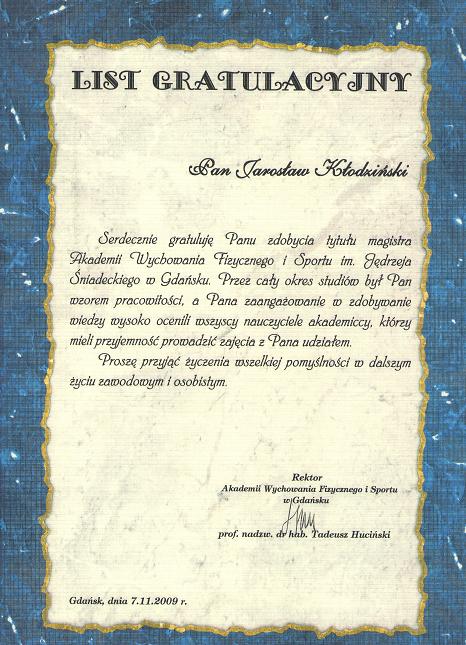 LIST GRATULACYJNY
Pan Jarosław Kłodziński
Serdecznie gratuluję Panu zdobycia tytułu magistra
Akademii Wychowania Fizycznego i Sportu im. Jędrzeja
Śniadeckiego w Gdańsku. Przez cały okres studiów był Pan
wzorem pracowitości, a Pana zaangażowanie w zdobywanie
wiedzy wysoko ocenili wszyscy nauczyciele akademiccy, którzy
mieli przyjemność prowadzić zajęcia z Pana udziałem.
Proszę przyjąć życzenia wszelkiej pomyślności w dalszym
życiu zawodowym i osobistym.
Rektor
Akademii Wychowania Fizycznego i Sportu
w Gdańsku
prof. nadzw. dr hab. Tadeusz Huciński
Gdańsk, dnia 7.11.2009 r.